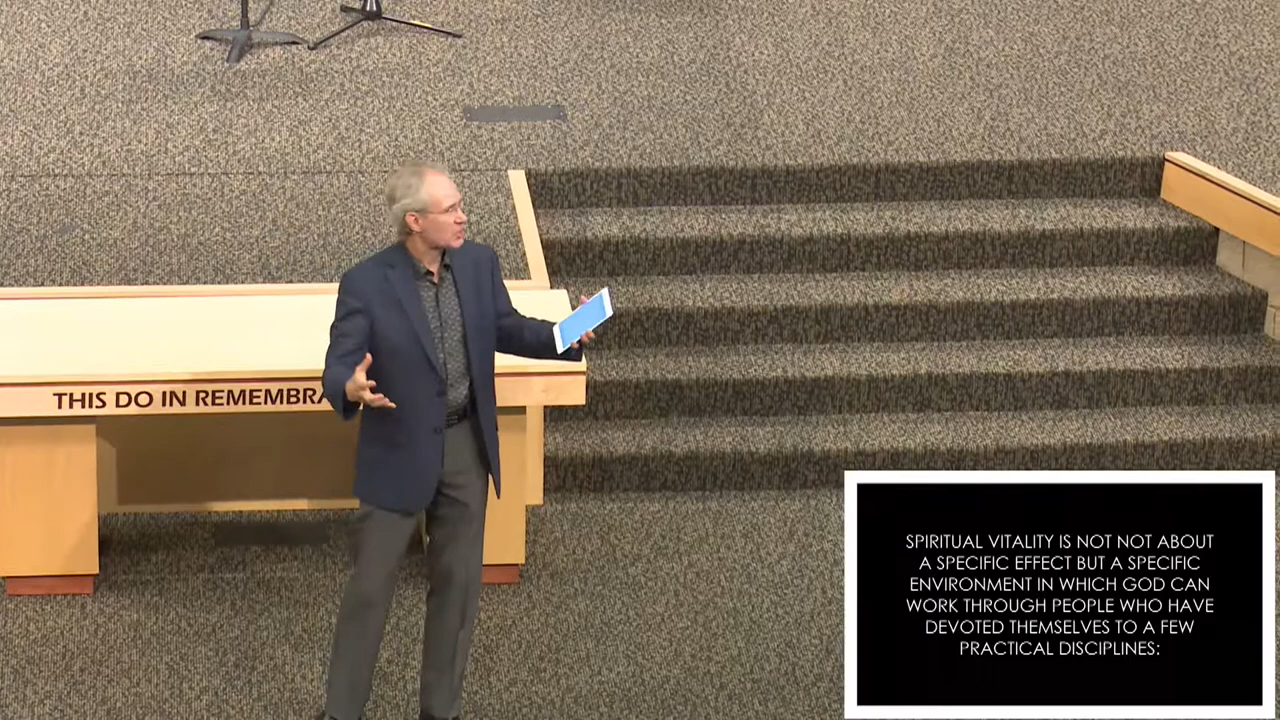 THIS DO IN REMEMBRA
SPIRITUAL VITALITY IS NOT NOT ABOUT
A SPECIFIC EFFECT BUT A SPECIFIC
ENVIRONMENT IN WHICH GOD CAN
WORK THROUGH PEOPLE WHO HAVE
DEVOTED THEMSELVES TO A FEW
PRACTICAL DISCIPLINES: